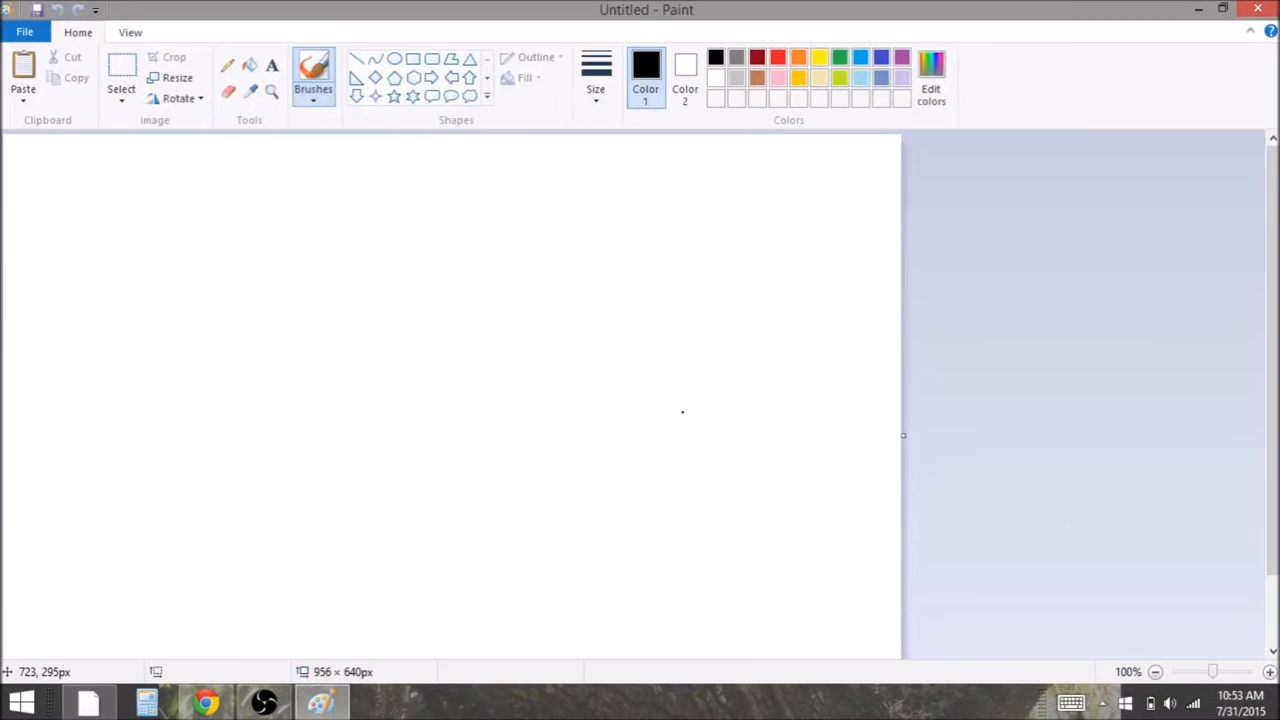 Untitled - Paint
File Home View
Paste
Cut
Copy
Clipboard
Select
Crop
Resize
Rotate
Image
A
Tools
Brushes
Shapes
Outline
Fill
Size
Color 1
Color 2
Edit colors
Colors
723, 295px
956 × 640px
100%
10:53 AM
7/31/2015